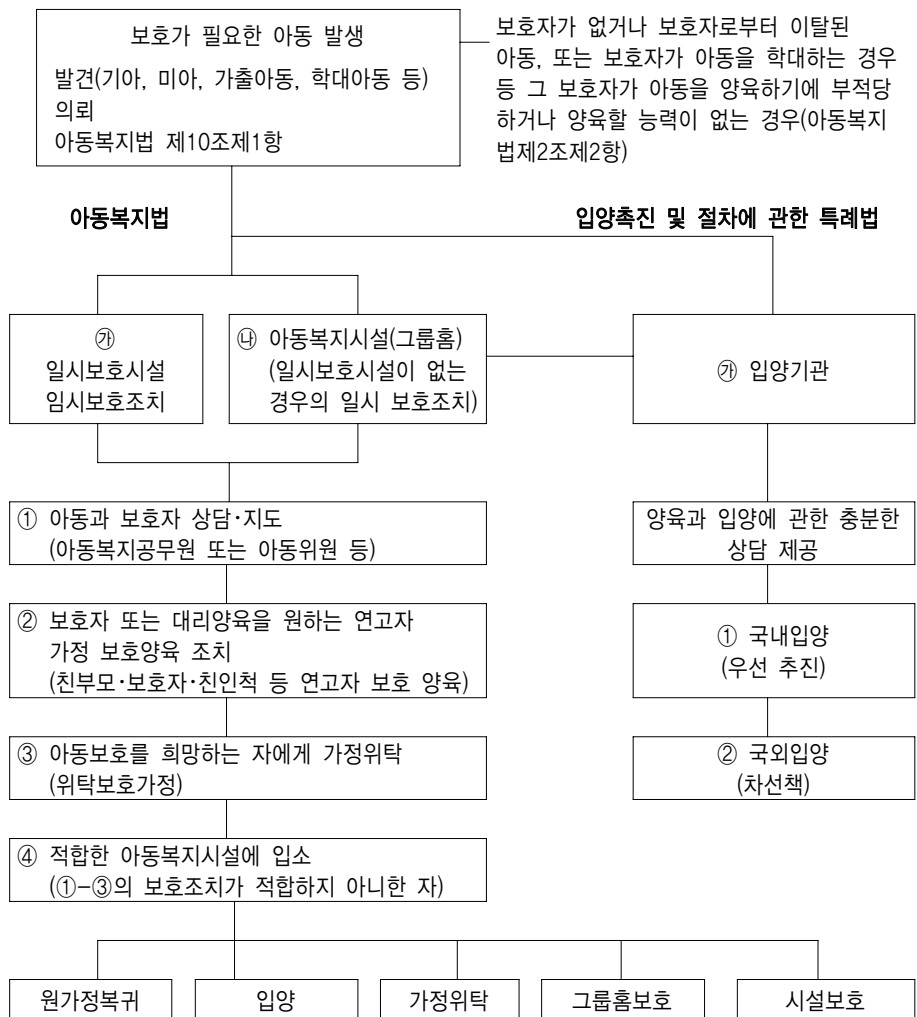 보호가 필요한 아동 발생
발견(기아, 미아, 가출아동, 학대아동 등)
의뢰
아동복지법 제10조제1항
보호자가 없거나 보호자로부터 이탈된
아동, 또는 보호자가 아동을 학대하는 경우
등 그 보호자가 아동을 양육하기에 부적당
하거나 양육할 능력이 없는 경우(아동복지
법제2조제2항)
아동복지법
입양촉진 및 절차에 관한 특례법
㉮
일시보호시설
임시보호조치
㉯ 아동복지시설(그룹홈)
(일시보호시설이 없는
경우의 일시 보호조치)
㉮ 입양기관
① 아동과 보호자 상담·지도
(아동복지공무원 또는 아동위원 등)
양육과 입양에 관한 충분한
상담 제공
② 보호자 또는 대리양육을 원하는 연고자
가정 보호양육 조치
(친부모·보호자·친인척 등 연고자 보호 양육)
① 국내입양
(우선 추진)
③ 아동보호를 희망하는 자에게 가정위탁
(위탁보호가정)
② 국외입양
(차선책)
④ 적합한 아동복지시설에 입소
(①-③의 보호조치가 적합하지 아니한 자)
원가정복귀
입양
가정위탁
그룹홈보호
시설보호